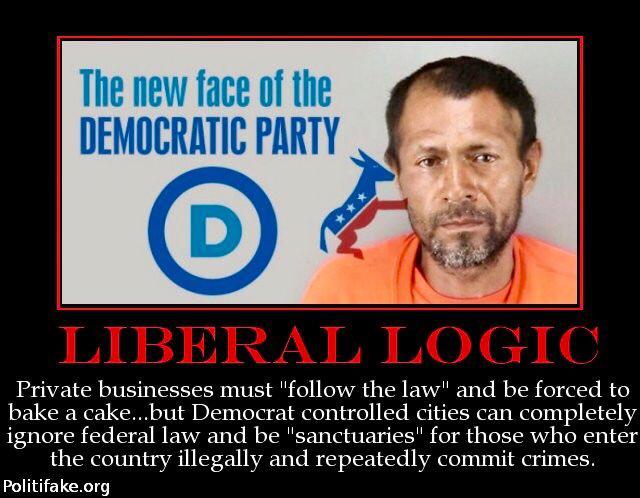 The new face of the
DEMOCRATIC PARTY
D
LIBERAL LOGIC
Private businesses must "follow the law" and be forced to
bake a cake...but Democrat controlled cities can completely
ignore federal law and be "sanctuaries" for those who enter
the country illegally and repeatedly commit crimes.
Politifake.org